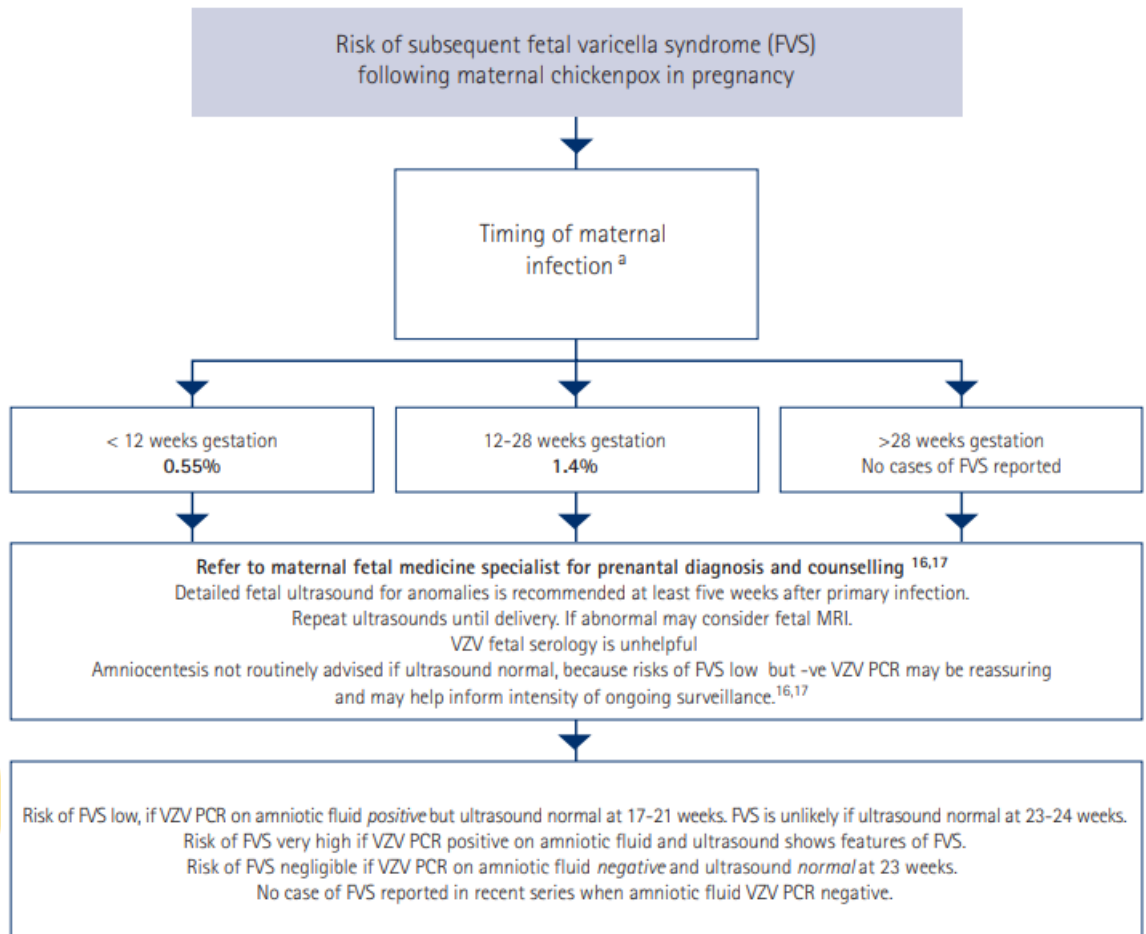 Risk of subsequent fetal varicella syndrome (FVS)
following maternal chickenpox in pregnancy
Timing of maternal
infection a
< 12 weeks gestation
0.55%
12-28 weeks gestation
1.4%
>28 weeks gestation
No cases of FVS reported
Refer to maternal fetal medicine specialist for prenantal diagnosis and counselling 16,17
Detailed fetal ultrasound for anomalies is recommended at least five weeks after primary infection.
Repeat ultrasounds until delivery. If abnormal may consider fetal MRI.
VZV fetal serology is unhelpful
Amniocentesis not routinely advised if ultrasound normal, because risks of FVS low but -ve VZV PCR may be reassuring
and may help inform intensity of ongoing surveillance.16,17
Risk of FVS low, if VZV PCR on amniotic fluid positive but ultrasound normal at 17-21 weeks. FVS is unlikely if ultrasound normal at 23-24 weeks.
Risk of FVS very high if VZV PCR positive on amniotic fluid and ultrasound shows features of FVS.
Risk of FVS negligible if VZV PCR on amniotic fluid negative and ultrasound normal at 23 weeks.
No case of FVS reported in recent series when amniotic fluid VZV PCR negative.